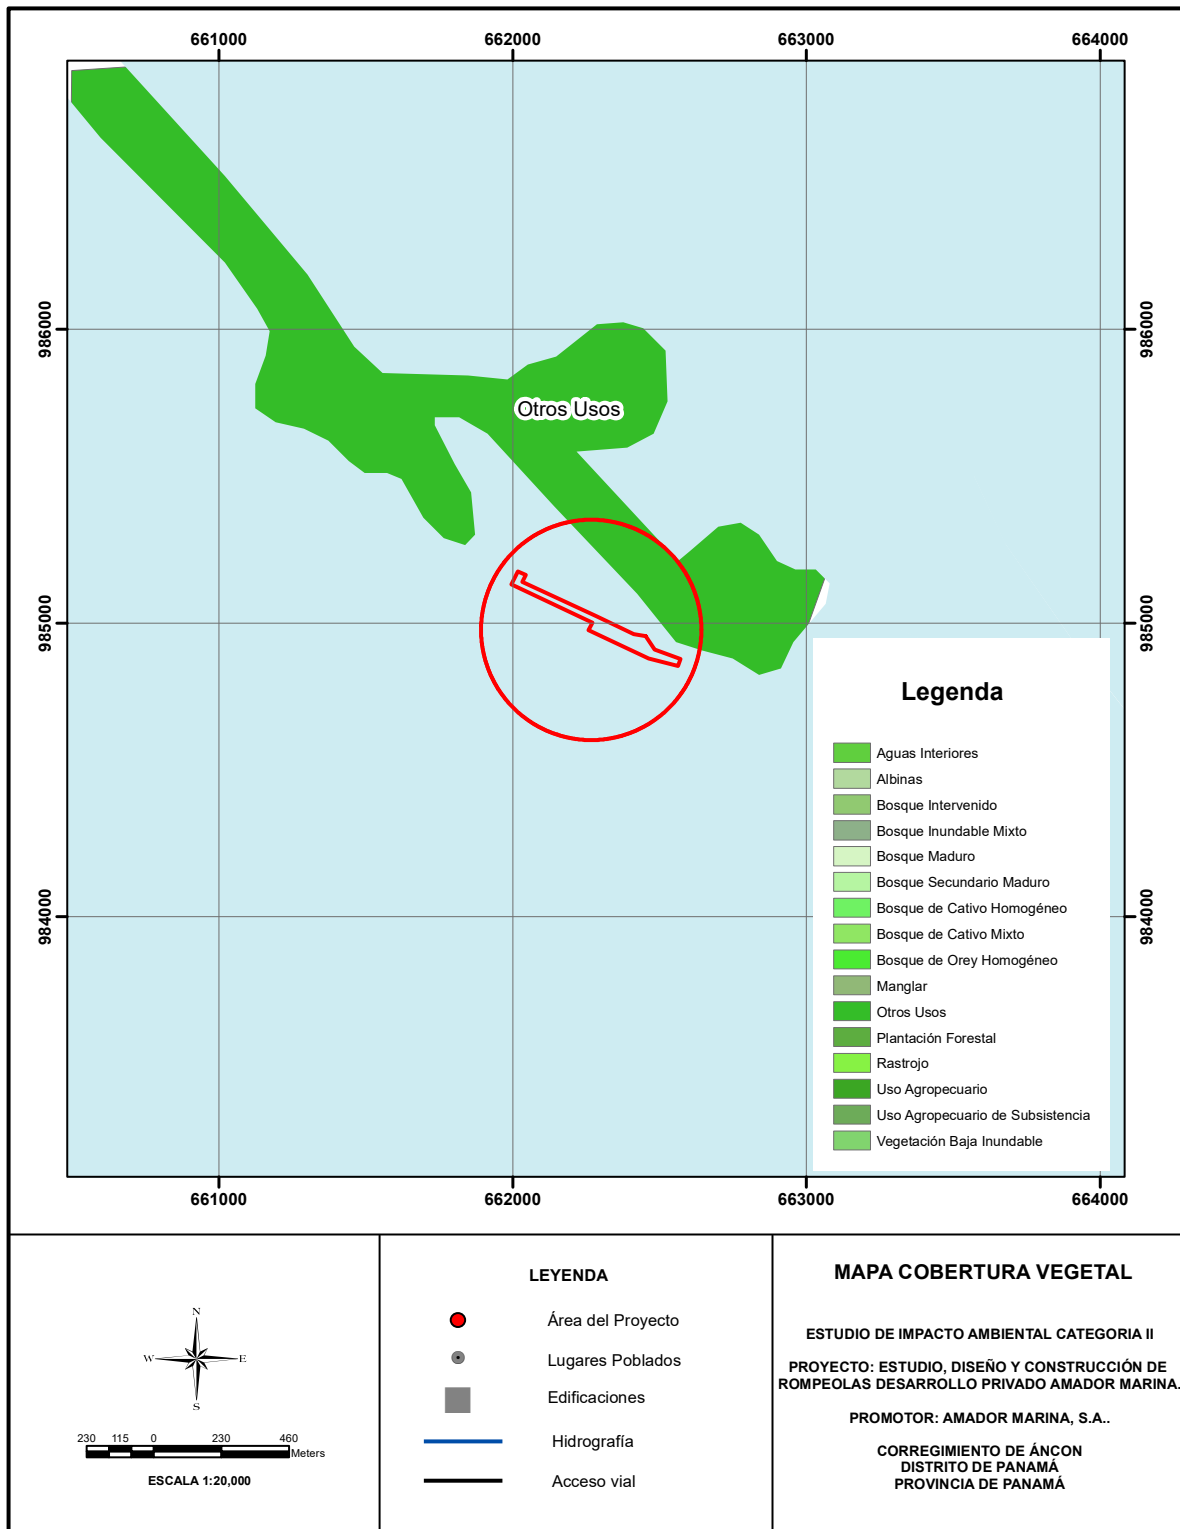 661000
662000
663000
664000
986000
986000
Otros Usos
985000
985000
Legenda
Aguas Interiores
Albinas
Bosque Intervenido
Bosque Inundable Mixto
Bosque Maduro
Bosque Secundario Maduro
Bosque de Cativo Homogéneo
Bosque de Cativo Mixto
Bosque de Orey Homogéneo
Manglar
Otros Usos
Plantación Forestal
Rastrojo
Uso Agropecuario
Uso Agropecuario de Subsistencia
Vegetación Baja Inundable
984000
984000
661000
662000
663000
664000
N
W
E
S
230 115 0 230 460
Meters
ESCALA 1:20,000
LEYENDA
Área del Proyecto
Lugares Poblados
Edificaciones
Hidrografía
Acceso vial
MAPA COBERTURA VEGETAL
ESTUDIO DE IMPACTO AMBIENTAL CATEGORIA II
PROYECTO: ESTUDIO, DISEÑO Y CONSTRUCCIÓN DE
ROMPEOLAS DESARROLLO PRIVADO AMADOR MARINA.
PROMOTOR: AMADOR MARINA, S.A..
CORREGIMIENTO DE ÁNCON
DISTRITO DE PANAMÁ
PROVINCIA DE PANAMÁ